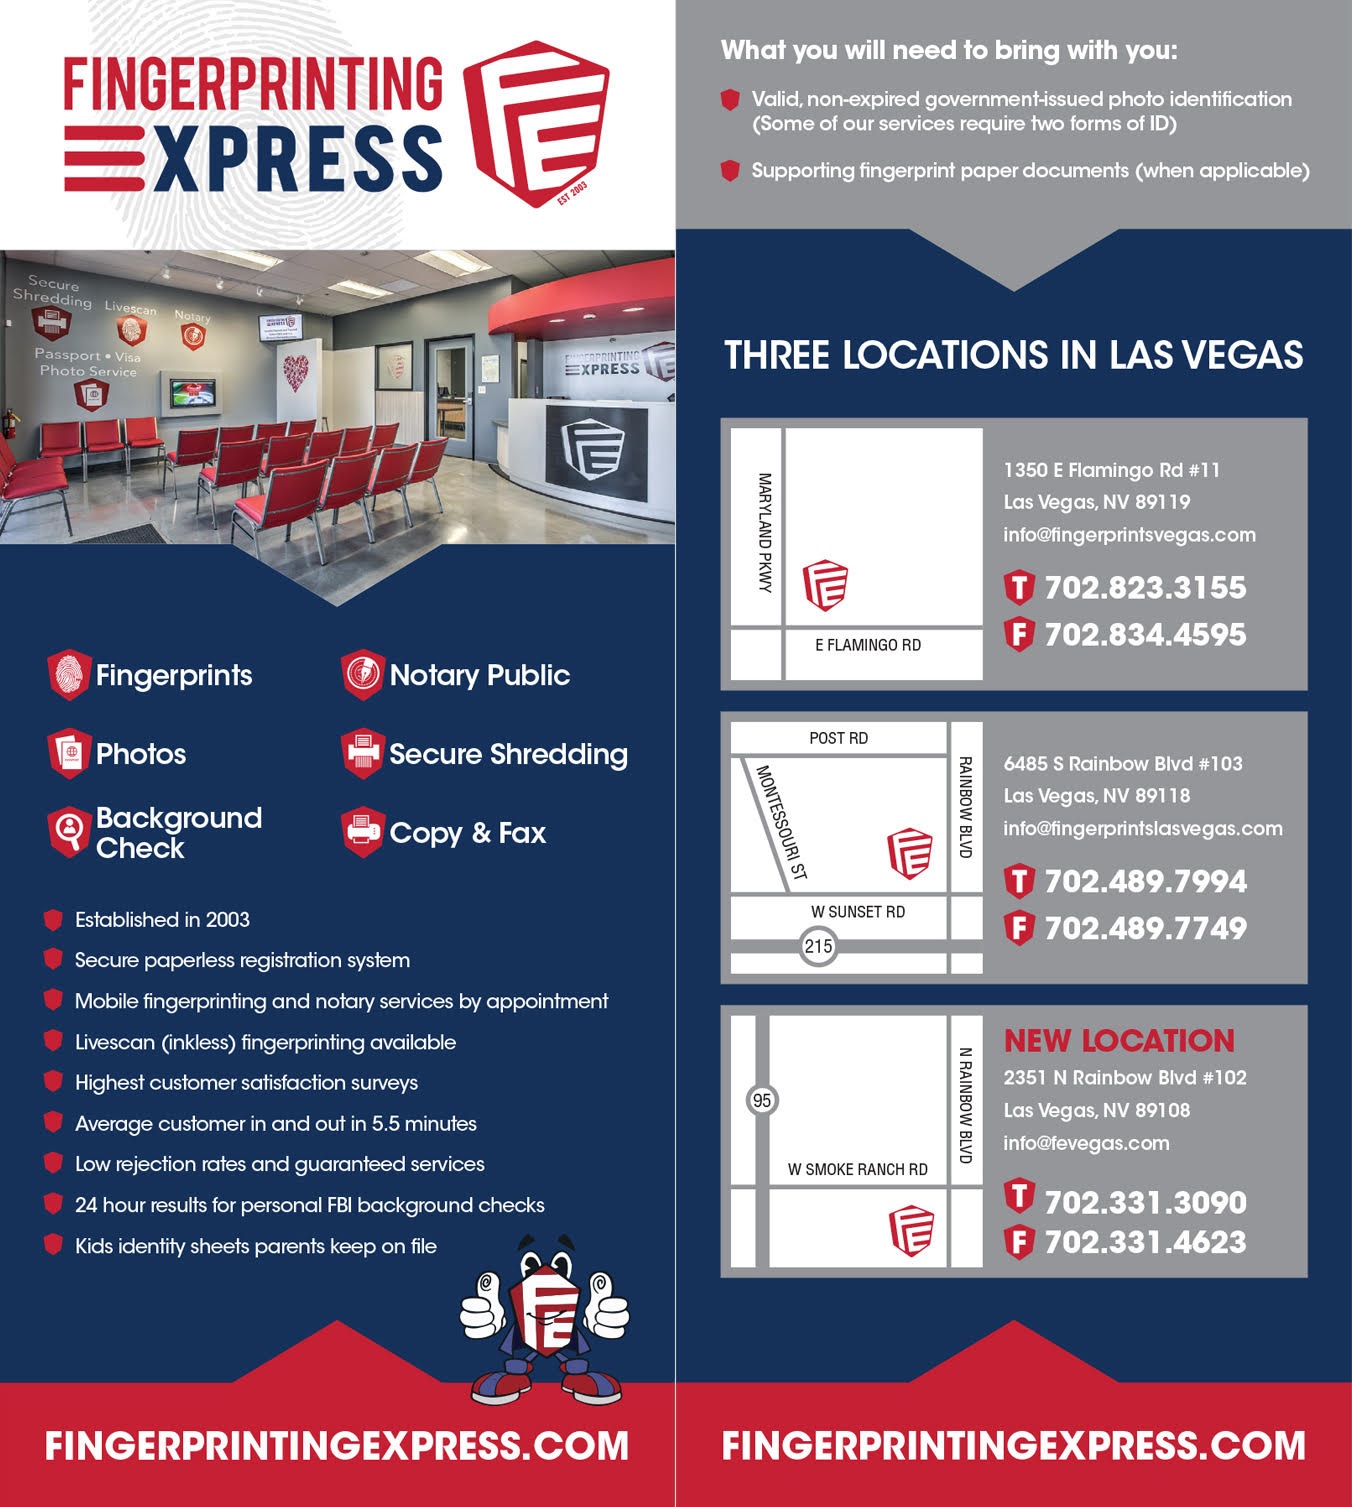 FINGERPRINTING
EXPRESS
FE
EST 2003
Secure
Shredding
Livescan
Notary
Passport • Visa
Photo Service
FINGERPRINTING
EXPRESS
Fingerprints
Notary Public
Photos
Secure Shredding
Background
Check
Copy & Fax
Established in 2003
Secure paperless registration system
Mobile fingerprinting and notary services by appointment
Livescan (inkless) fingerprinting available
Highest customer satisfaction surveys
Average customer in and out in 5.5 minutes
Low rejection rates and guaranteed services
24 hour results for personal FBI background checks
Kids identity sheets parents keep on file
FE
FINGERPRINTINGEXPRESS.COM
What you will need to bring with you:
Valid, non-expired government-issued photo identification
(Some of our services require two forms of ID)
Supporting fingerprint paper documents (when applicable)
THREE LOCATIONS IN LAS VEGAS
MARYLAND PKWY
FE
E FLAMINGO RD
1350 E Flamingo Rd #11
Las Vegas, NV 89119
info@fingerprintsvegas.com
T 702.823.3155
F 702.834.4595
POST RD
MONTESSOURI ST
RAINBOW BLVD
FE
W SUNSET RD
215
6485 S Rainbow Blvd #103
Las Vegas, NV 89118
info@fingerprintslasvegas.com
T 702.489.7994
F 702.489.7749
95
N RAINBOW BLVD
W SMOKE RANCH RD
FE
NEW LOCATION
2351 N Rainbow Blvd #102
Las Vegas, NV 89108
info@fevegas.com
T 702.331.3090
F 702.331.4623
FINGERPRINTINGEXPRESS.COM